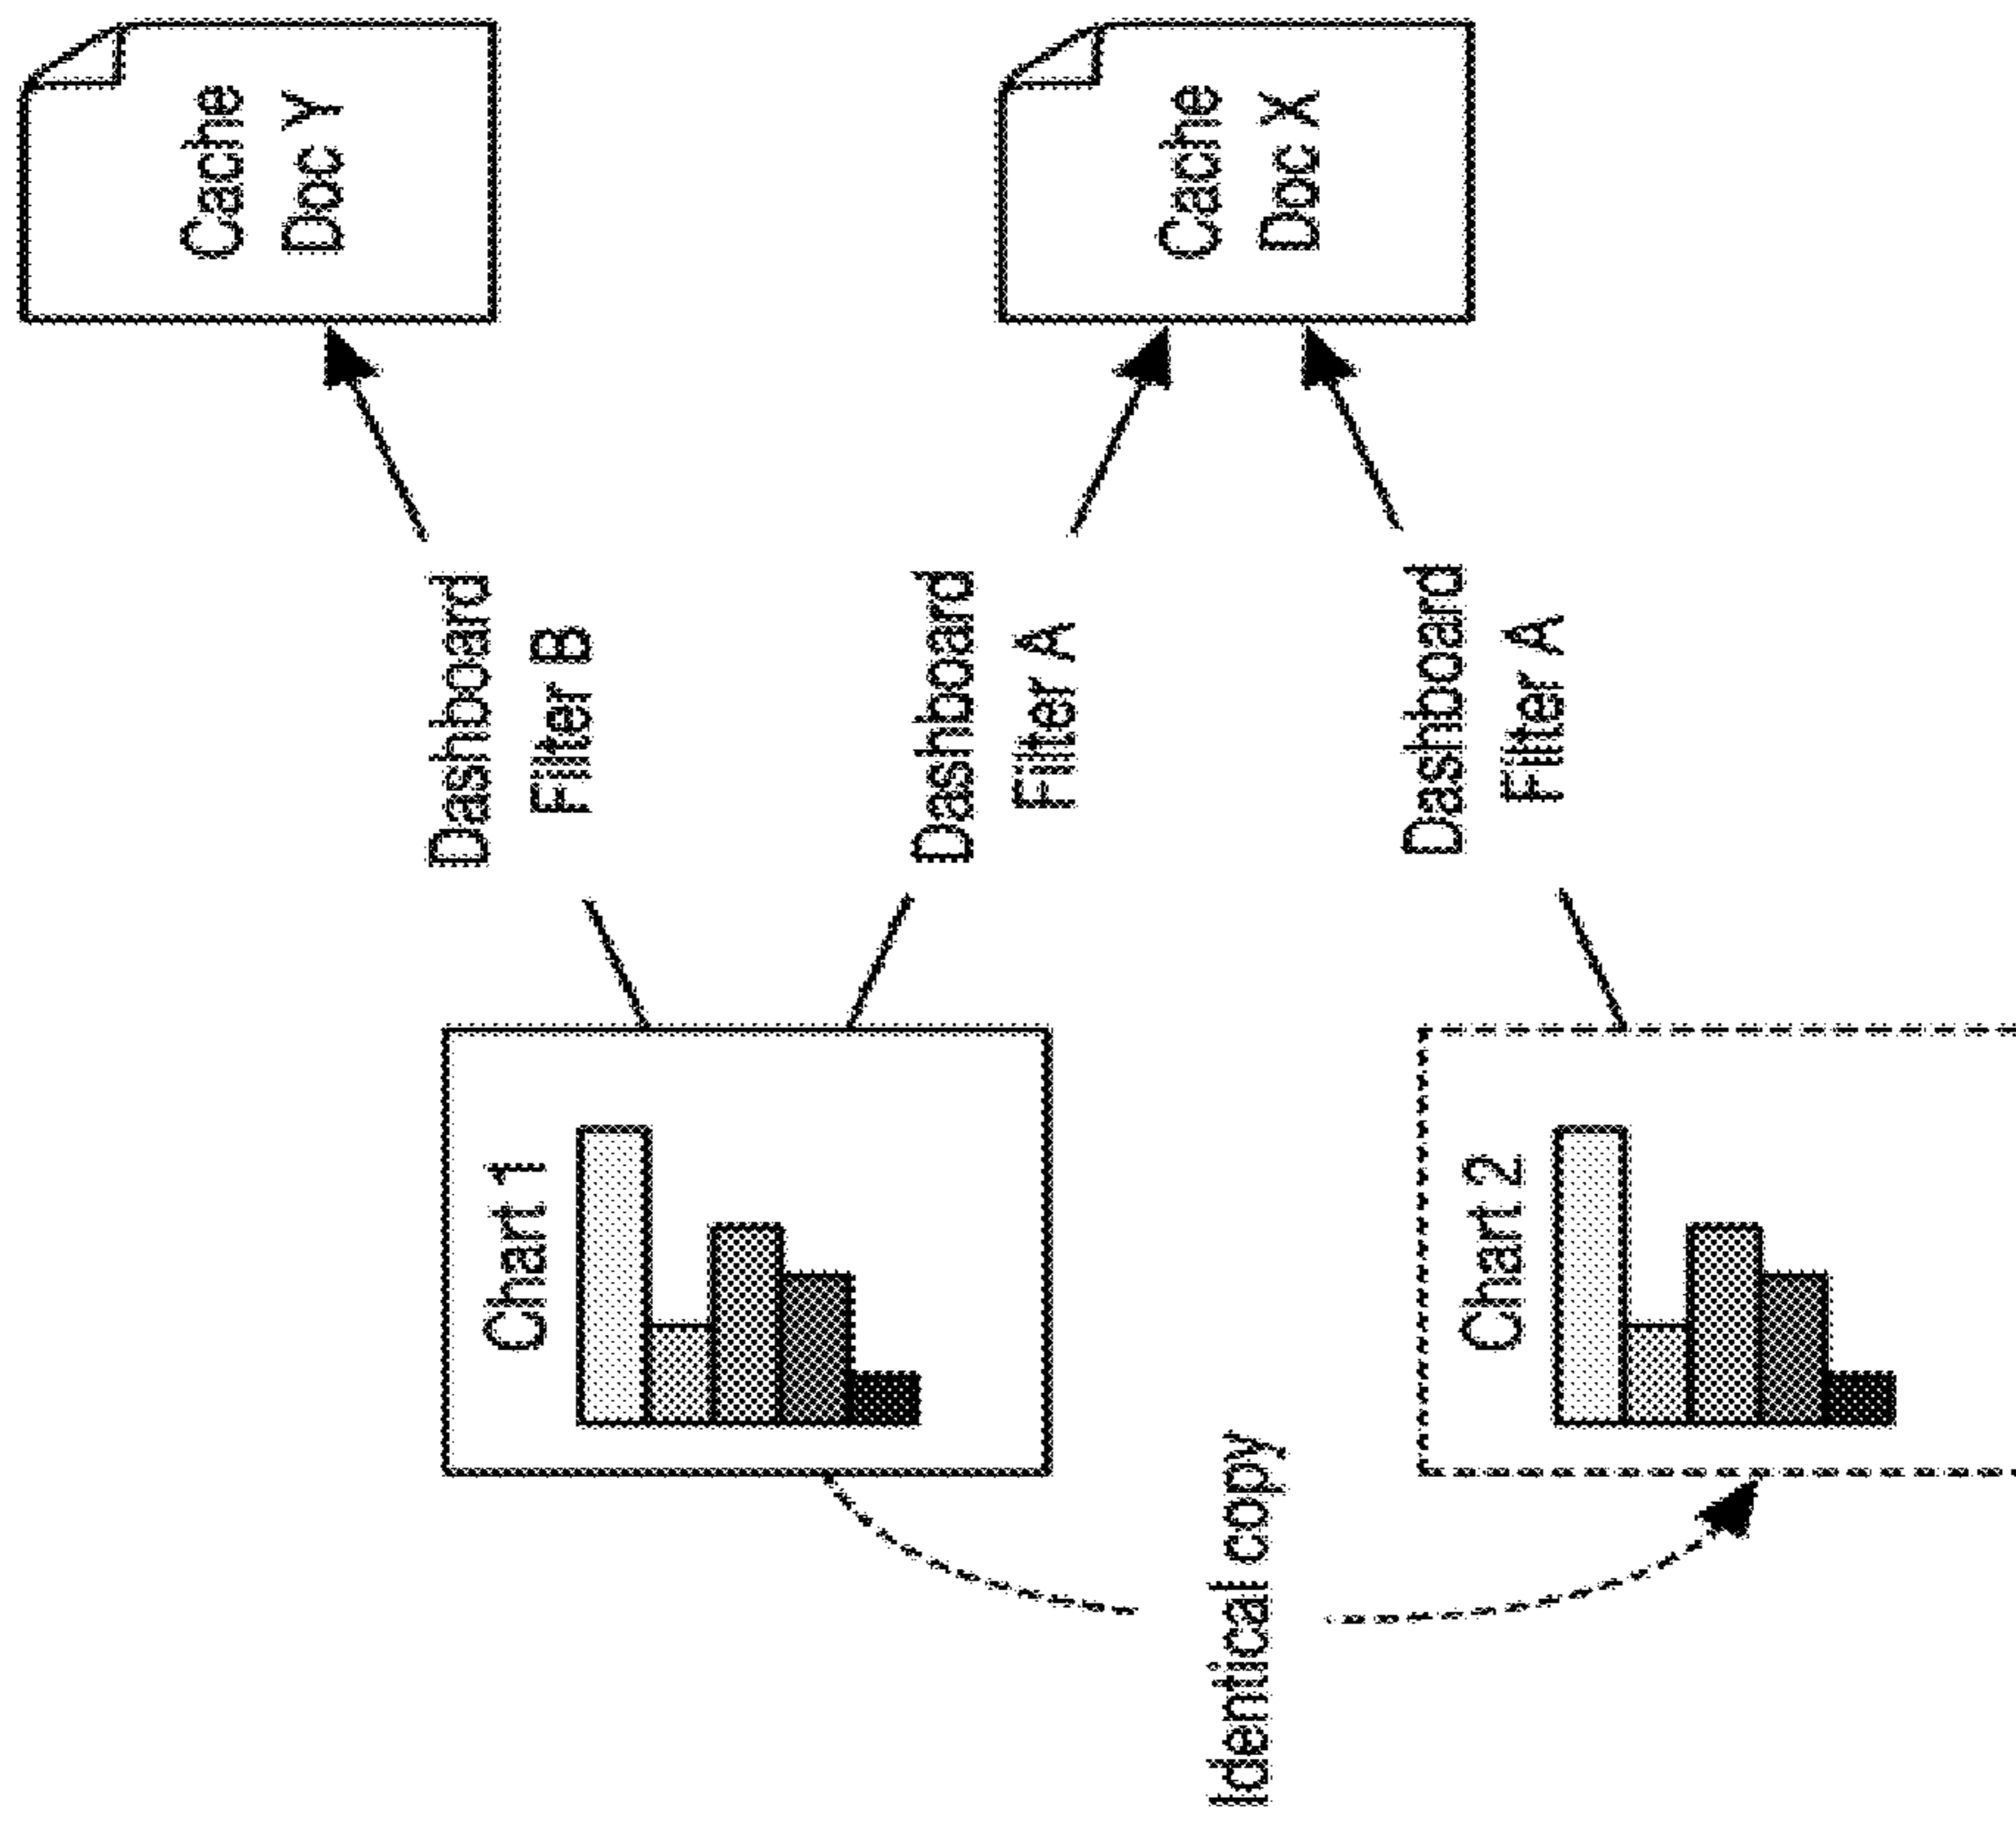 Cache
Doc Y
Dashboard
Filter B
Chart 1
Dashboard
Filter A
Cache
Doc X
Identical copy
Dashboard
Filter A
Chart 2